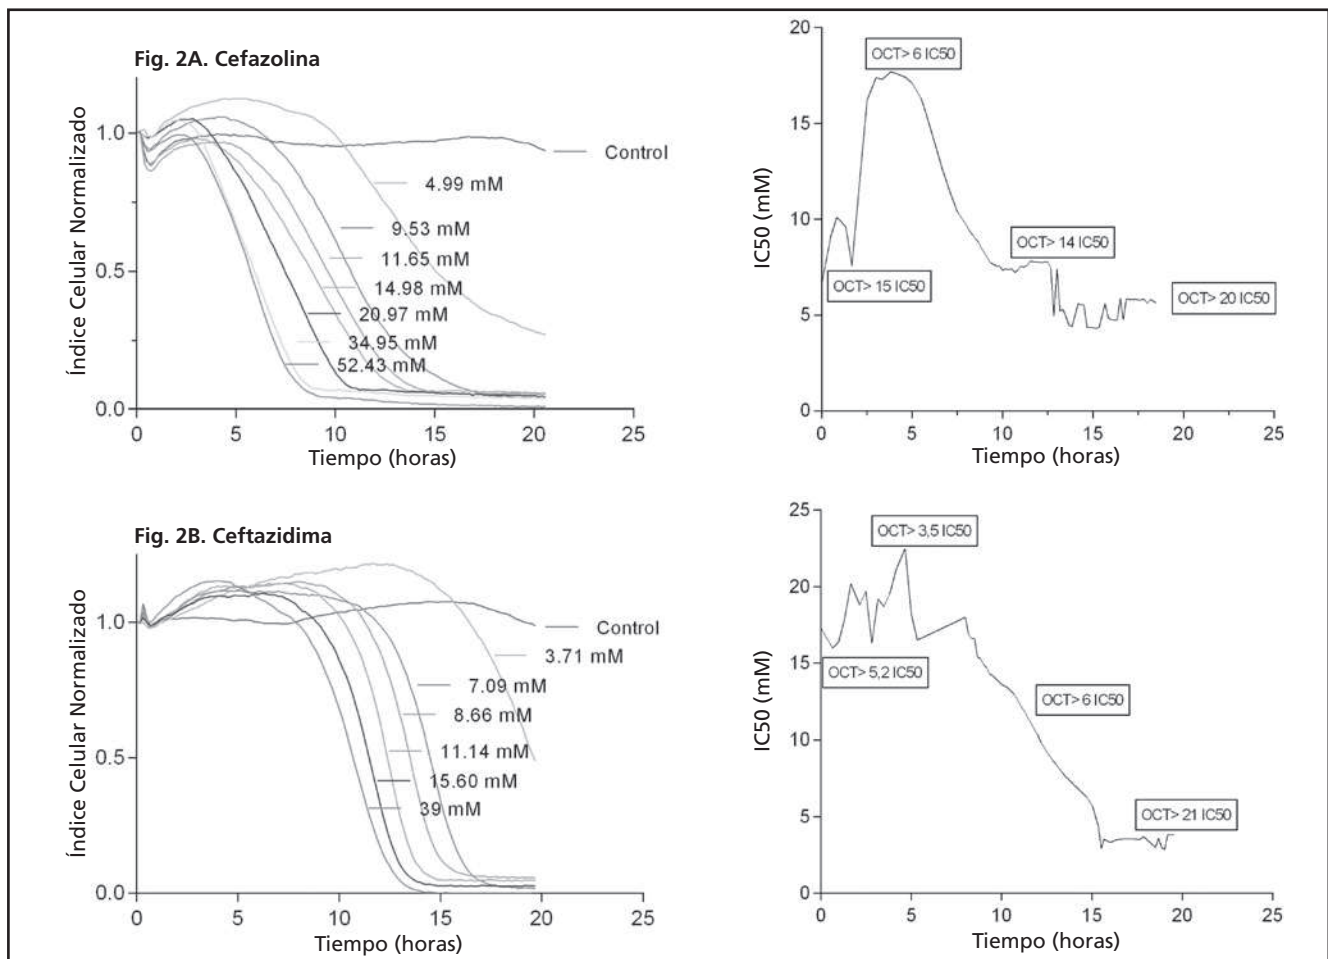 Fig. 2A. Cefazolina
Índice Celular Normalizado
1.0
0.5
0.0
0
5
10
15
20
25
Tiempo (horas)
Control
4.99 mM
9.53 mM
11.65 mM
14.98 mM
20.97 mM
34.95 mM
52.43 mM
IC50 (mM)
20
15
10
5
0
0
5
10
15
20
25
Tiempo (horas)
OCT> 6 IC50
OCT> 15 IC50
OCT> 14 IC50
OCT> 20 IC50
Fig. 2B. Ceftazidima
Índice Celular Normalizado
1.0
0.5
0.0
0
5
10
15
20
25
Tiempo (horas)
Control
3.71 mM
7.09 mM
8.66 mM
11.14 mM
15.60 mM
39 mM
IC50 (mM)
25
20
15
10
5
0
0
5
10
15
20
25
Tiempo (horas)
OCT> 3,5 IC50
OCT> 5,2 IC50
OCT> 6 IC50
OCT> 21 IC50